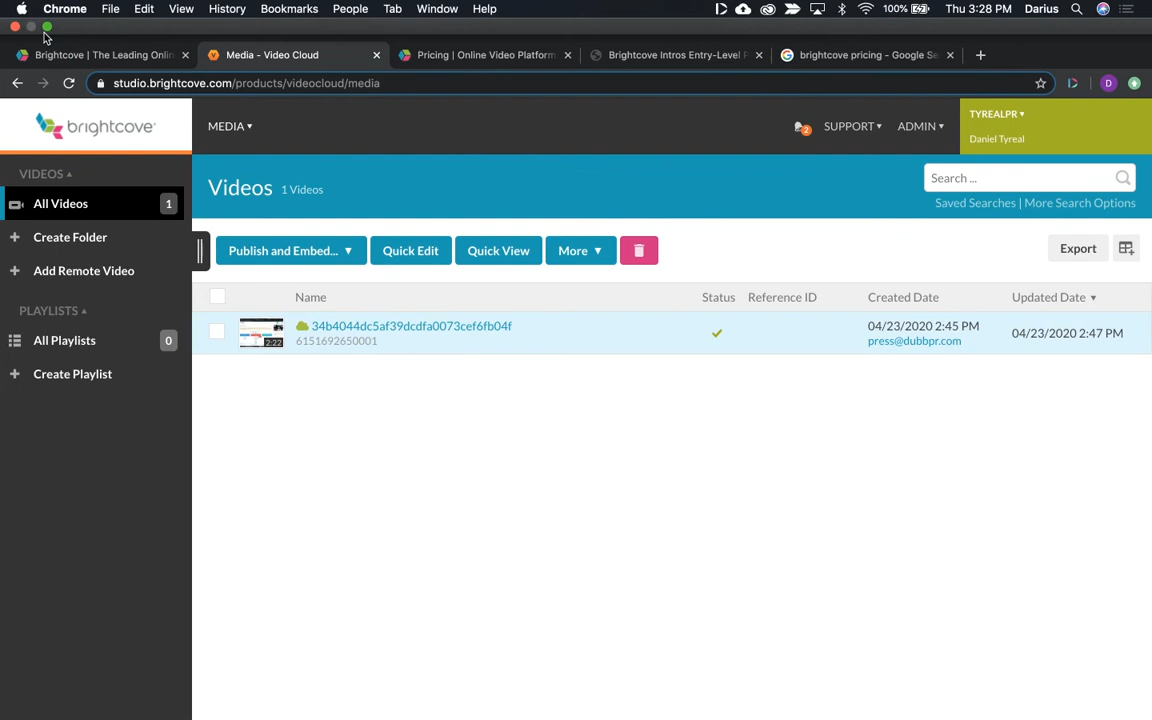 Chrome File Edit View History Bookmarks People Tab Window Help 100% Thu 3:28 PM Darius
Brightcove | The Leading Onlin Media - Video Cloud Pricing | Online Video Platform Brightcove Intros Entry-Level P brightcove pricing - Google Se
studio.brightcove.com/products/videocloud/media D
brightcove MEDIA 2 SUPPORT ADMIN TYREALPR
Daniel Tyreal
VIDEOS
Videos 1 Videos Search ...
Saved Searches | More Search Options
All Videos 1
Create Folder
Publish and Embed... Quick Edit Quick View More Export
Add Remote Video
Name Status Reference ID Created Date Updated Date
PLAYLISTS
All Playlists 0
Create Playlist
2:22
34b4044dc5af39dcdfa0073cef6fb04f
6151692650001
04/23/2020 2:45 PM
press@dubbpr.com
04/23/2020 2:47 PM